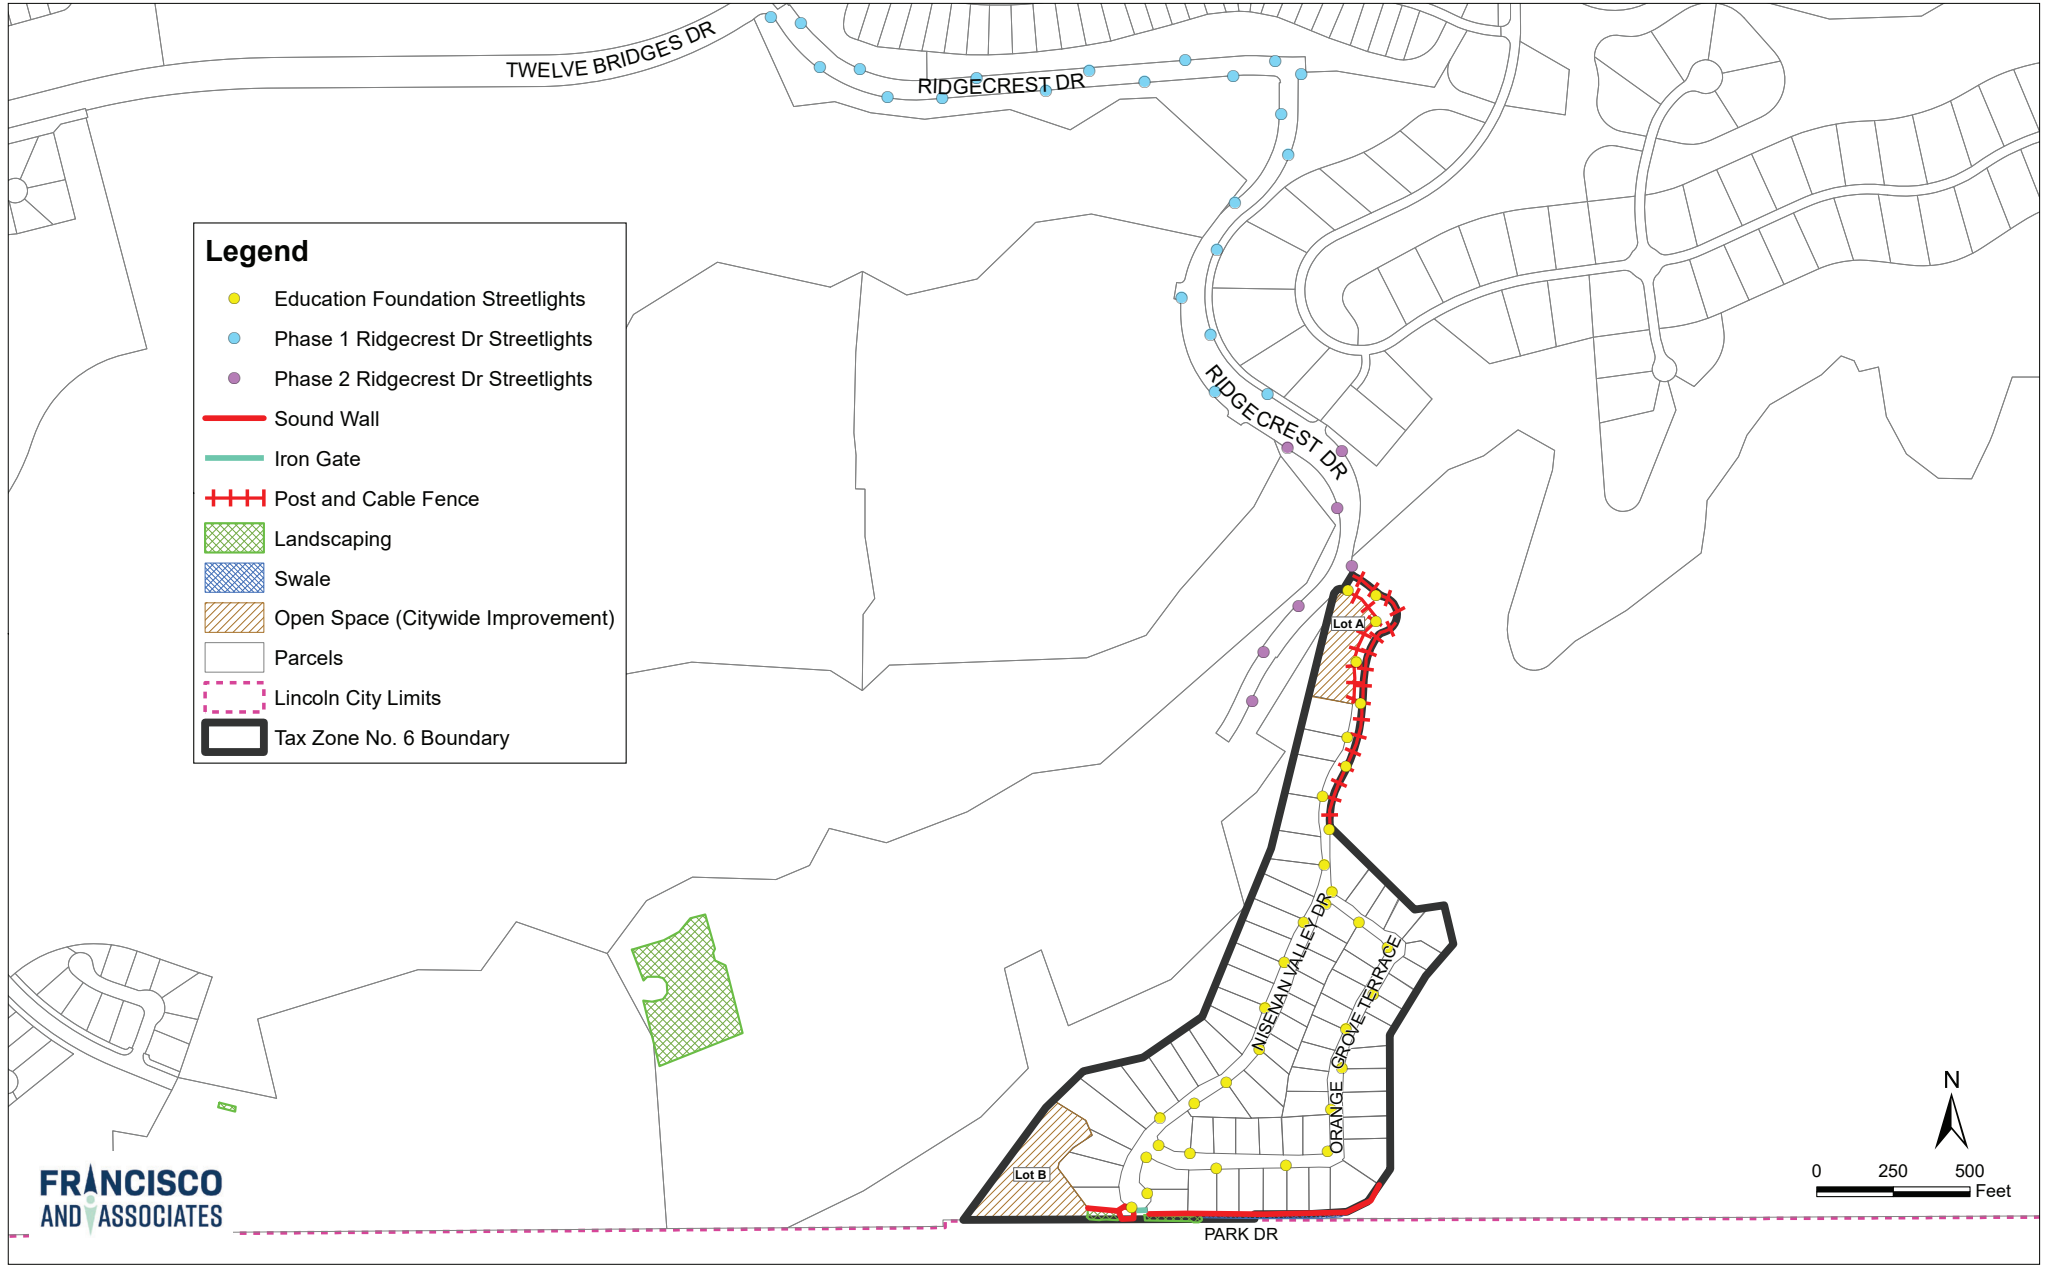 TWELVE BRIDGES DR
RIDGECREST DR
Legend
Education Foundation Streetlights
Phase 1 Ridgecrest Dr Streetlights
Phase 2 Ridgecrest Dr Streetlights
Sound Wall
Iron Gate
Post and Cable Fence
Landscaping
Swale
Open Space (Citywide Improvement)
Parcels
Lincoln City Limits
Tax Zone No. 6 Boundary
RIDGECREST DR
Lot A
NISENAN VALLEY DR
ORANGE GROVE TERRACE
Lot B
PARK DR
N
0 250 500
Feet
FRANCISCO
AND ASSOCIATES